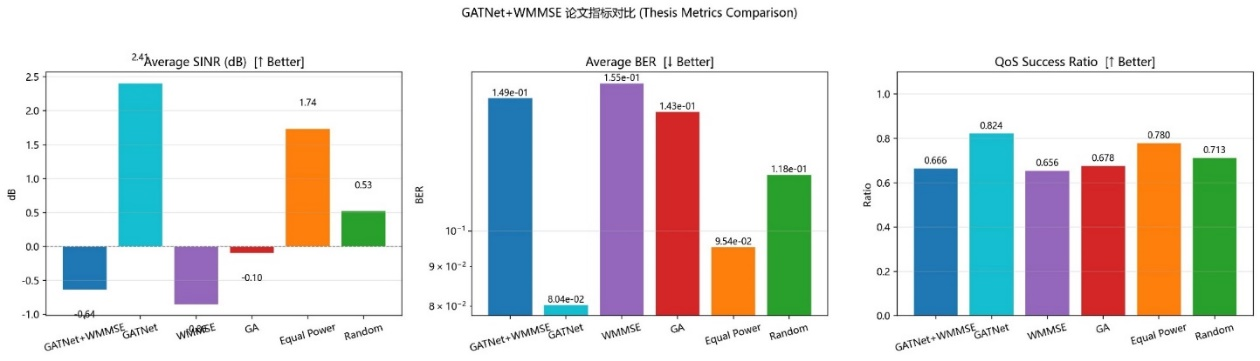 GATNet+WMMSE 论文指标对比 (Thesis Metrics Comparison)
Average SINR (dB) [↑ Better]
2.41
2.5
2.0
1.5
1.0
0.5
0.0
-0.5
-1.0
dB
-0.64
1.74
0.53
-0.10
GATNet+WMMSE
GATNet
WMMSE
GA
Equal Power
Random
Average BER [↓ Better]
BER
10⁻¹
9 × 10⁻²
8 × 10⁻²
1.49e-01
8.04e-02
1.55e-01
1.43e-01
9.54e-02
1.18e-01
GATNet+WMMSE
GATNet
WMMSE
GA
Equal Power
Random
QoS Success Ratio [↑ Better]
Ratio
1.0
0.8
0.6
0.4
0.2
0.0
0.666
0.824
0.656
0.678
0.780
0.713
GATNet+WMMSE
GATNet
WMMSE
GA
Equal Power
Random